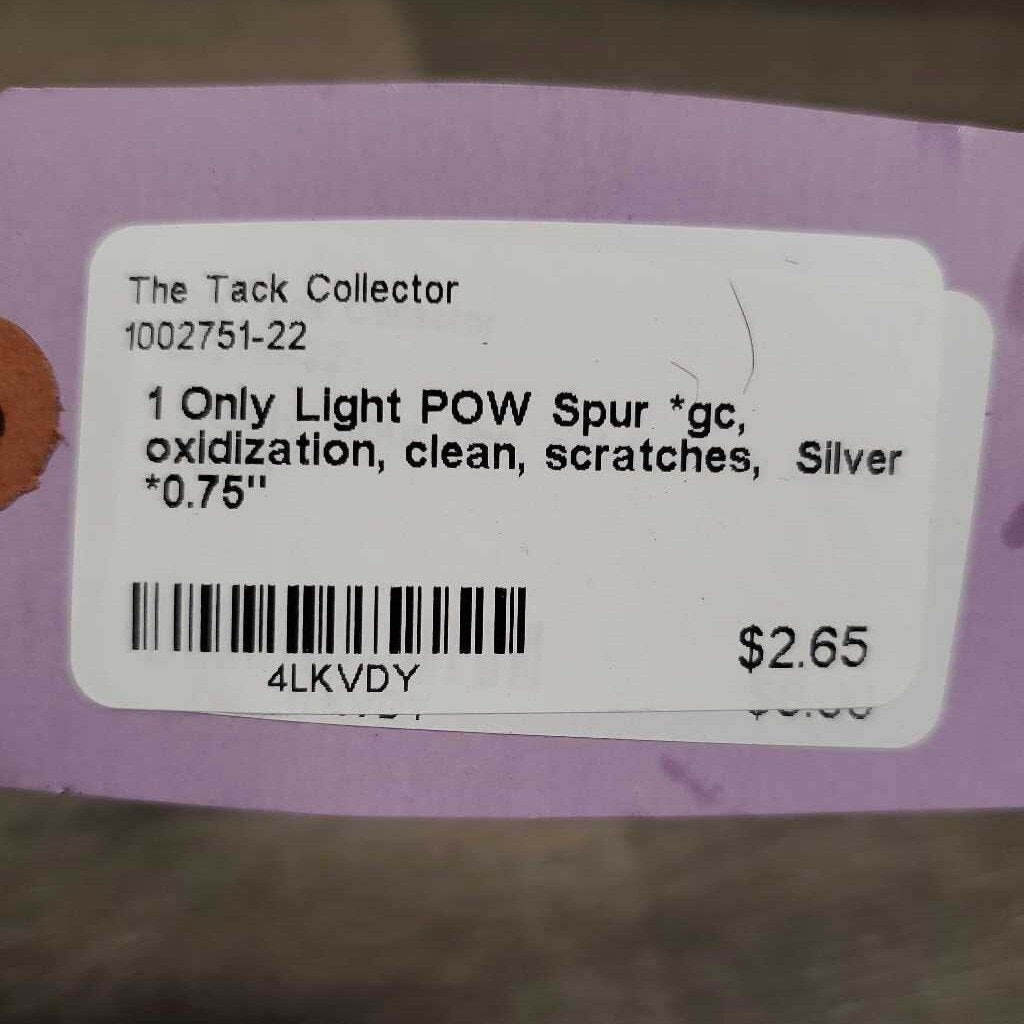 The Tack Collector
1002751-22
1 Only Light POW Spur *gc,
oxidization, clean, scratches, Silver
*0.75"
4LKVDY
$2.65